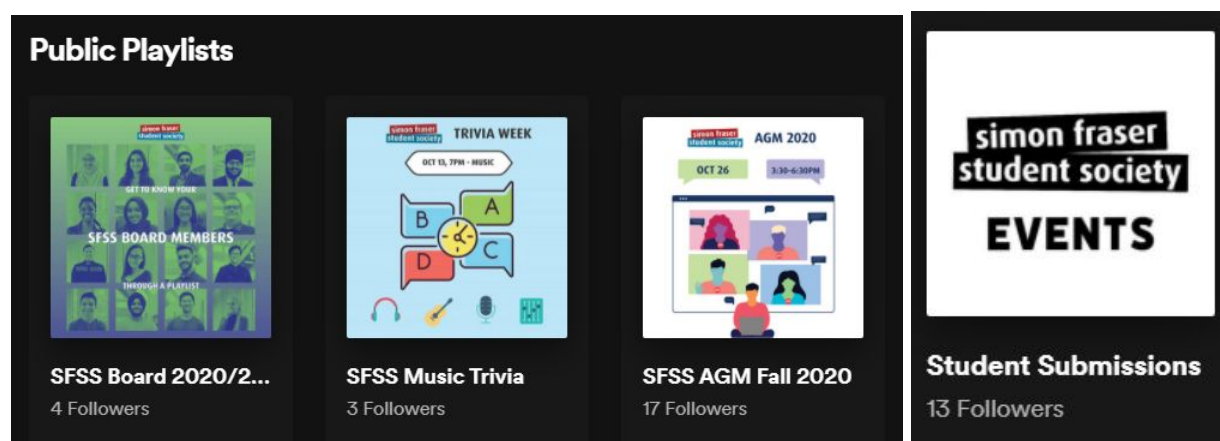 Public Playlists
simon fraser
student society
GET TO KNOW YOUR
SFSS BOARD MEMBERS
THROUGH A PLAYLIST
SFSS Board 2020/2...
4 Followers
simon fraser
student society
TRIVIA WEEK
OCT 13, 7PM - MUSIC
B
A
D
C
SFSS Music Trivia
3 Followers
simon fraser
student society
AGM 2020
OCT 26
3:30-6:30PM
SFSS AGM Fall 2020
17 Followers
simon fraser
student society
EVENTS
Student Submissions
13 Followers